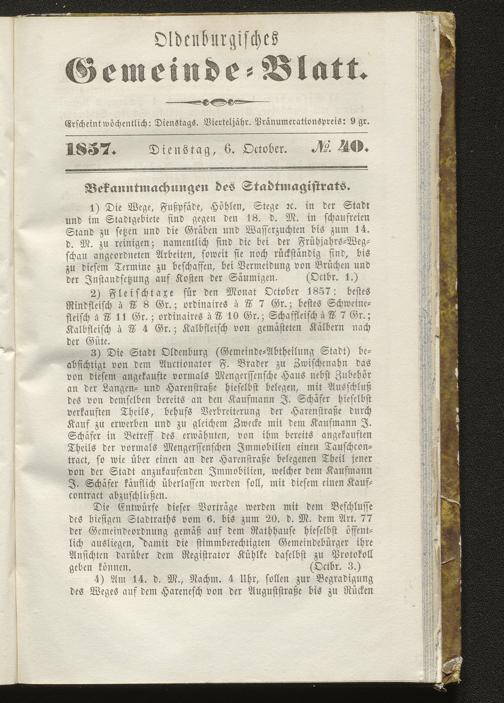 Oldenburgisches
Gemeinde-Blatt.
Erscheint wöchentlich: Dienstags. Vierteljähr. Pränumerationspreis: 9 gr.
1857. Dienstag, 6. October. № 40.
Bekanntmachungen des Stadtmagistrats.
1) Die Wege, Fußpfäde, Höhlen, Stege ꝛc. in der Stadt
und im Stadtgebiete sind gegen den 18. d. M. in schaufreien
Stand zu setzen und die Gräben und Wasserzuchten bis zum 14.
d. M. zu reinigen; namentlich sind die bei der Frühjahrs-Weg-
schau angeordneten Arbeiten, soweit sie noch rückständig sind, bis
zu diesem Termine zu beschaffen, bei Vermeidung von Brüchen und
der Instandsetzung auf Kosten der Säumigen. (Octbr. 1.)
2) Fleischtaxe für den Monat October 1857: bestes
Rindfleisch à ℔ 8 Gr.; ordinaires à ℔ 7 Gr.; bestes Schweine-
fleisch à ℔ 11 Gr.; ordinaires à ℔ 10 Gr.; Schaffleisch à ℔ 7 Gr.;
Kalbfleisch à ℔ 4 Gr.; Kalbfleisch von gemästeten Kälbern nach
der Güte.
3) Die Stadt Oldenburg (Gemeinde-Abtheilung Stadt) be-
absichtigt von dem Auctionator F. Brader zu Zwischenahn das
von diesem angekaufte vormals Mengerssensche Haus nebst Zubehör
an der Langen- und Harenstraße hieselbst belegen, mit Ausschluß
des von demselben bereits an den Kaufmann J. Schäfer hieselbst
verkauften Theils, behufs Verbreiterung der Harenstraße durch
Kauf zu erwerben und zu gleichem Zwecke mit dem Kaufmann J.
Schäfer in Betreff des erwähnten, von ihm bereits angekauften
Theils der vormals Mengerssenschen Immobilien einen Tauschcon-
tract, so wie über einen an der Harenstraße belegenen Theil jener
von der Stadt anzukaufenden Immobilien, welcher dem Kaufmann
J. Schäfer käuflich überlassen werden soll, mit diesem einen Kauf-
contract abzuschließen.
Die Entwürfe dieser Vorträge werden mit dem Beschlusse
des hiesigen Stadtraths vom 6. bis zum 20. d. M. dem Art. 77
der Gemeindeordnung gemäß auf dem Rathhause hieselbst öffent-
lich ausliegen, damit die stimmberechtigten Gemeindebürger ihre
Ansichten darüber dem Registrator Kühlke daselbst zu Protokoll
geben können. (Octbr. 3.)
4) Am 14. d. M., Nachm. 4 Uhr, sollen zur Begradigung
des Weges auf dem Harenesch von der Auguststraße bis zu Rücken